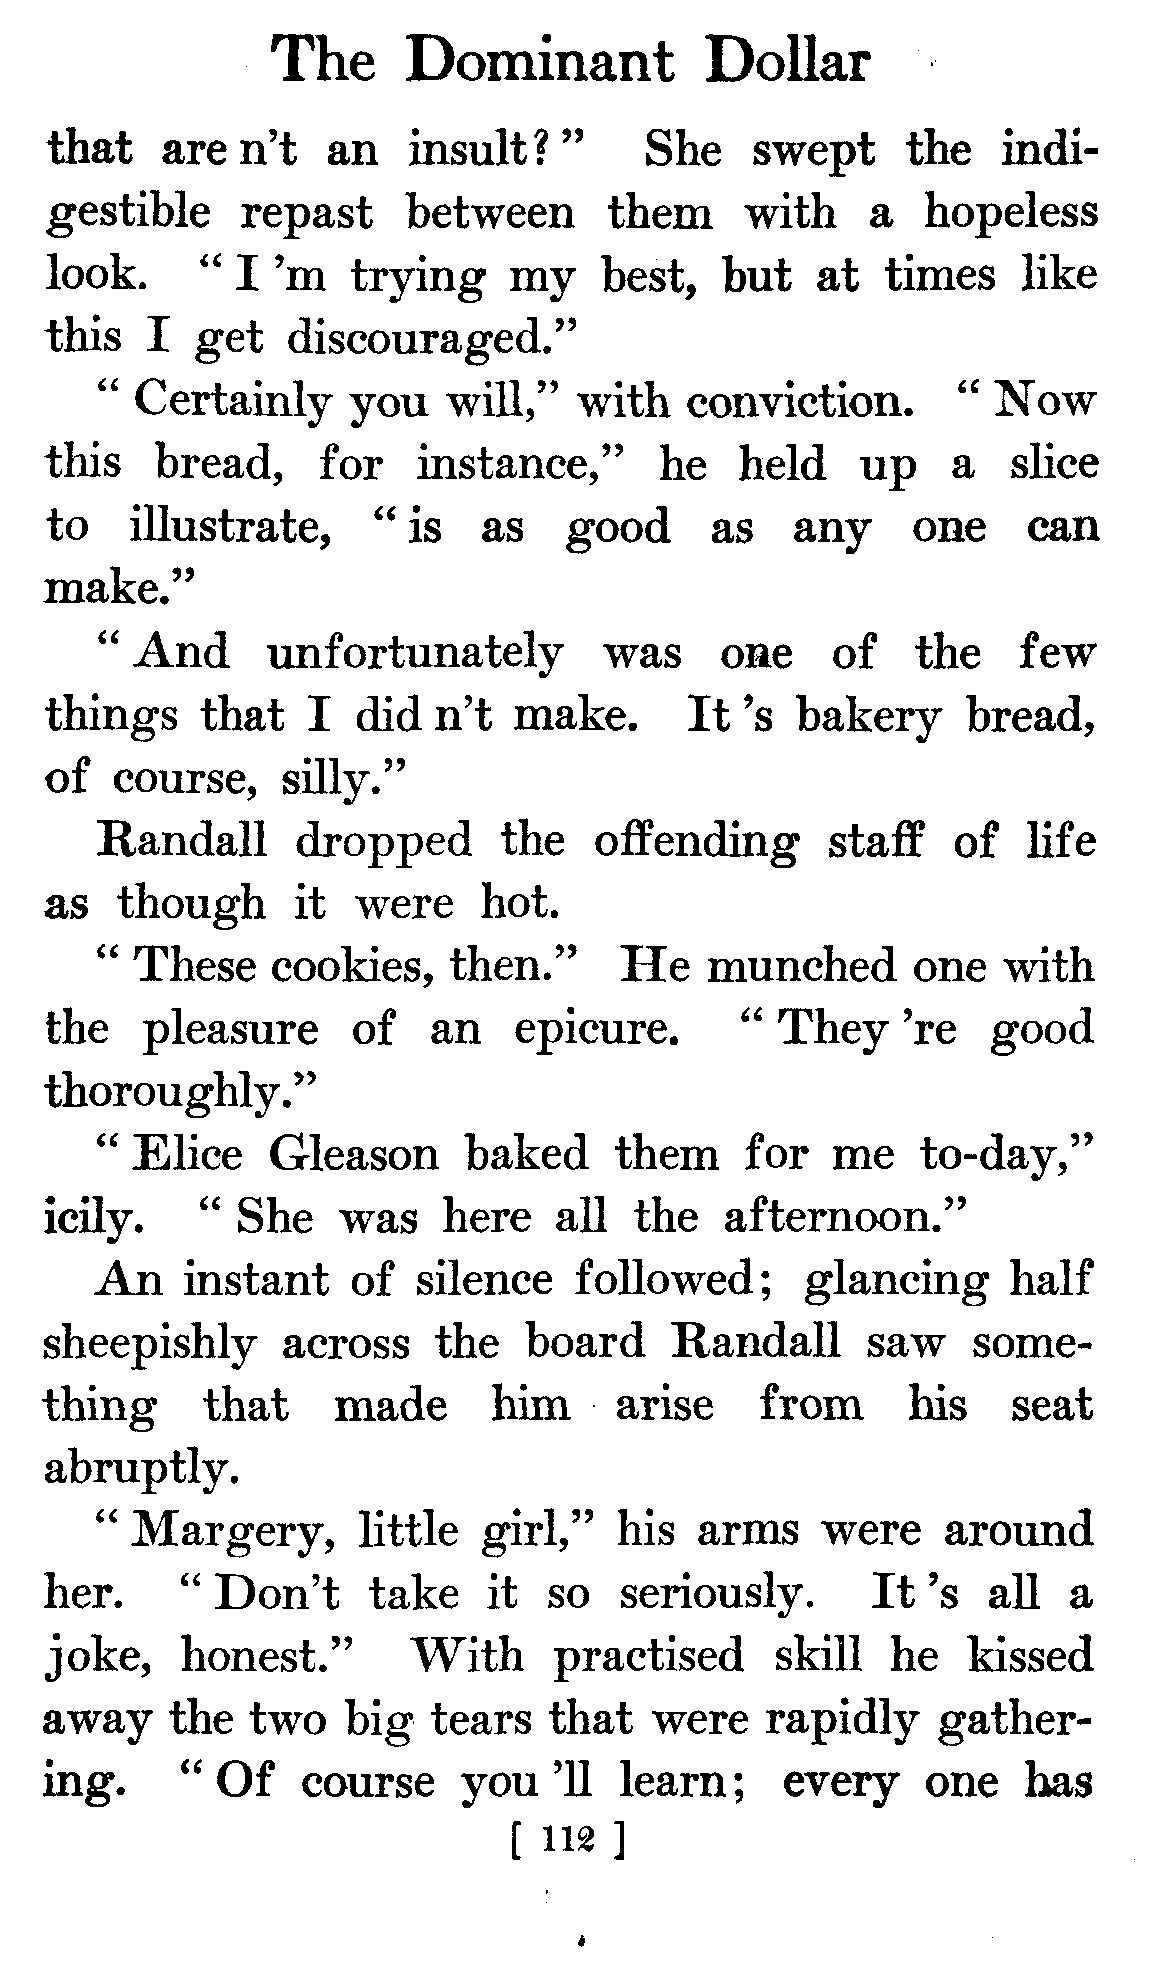 The Dominant Dollar
that are n't an insult?" She swept the indi-
gestible repast between them with a hopeless
look. "I 'm trying my best, but at times like
this I get discouraged."
"Certainly you will," with conviction. "Now
this bread, for instance," he held up a slice
to illustrate, "is as good as any one can
make."
"And unfortunately was one of the few
things that I did n't make. It 's bakery bread,
of course, silly."
Randall dropped the offending staff of life
as though it were hot.
"These cookies, then." He munched one with
the pleasure of an epicure. "They 're good
thoroughly."
"Elice Gleason baked them for me to-day,"
icily. "She was here all the afternoon."
An instant of silence followed; glancing half
sheepishly across the board Randall saw some-
thing that made him arise from his seat
abruptly.
"Margery, little girl," his arms were around
her. "Don't take it so seriously. It 's all a
joke, honest." With practised skill he kissed
away the two big tears that were rapidly gather-
ing. "Of course you 'll learn; every one has
[ 112 ]